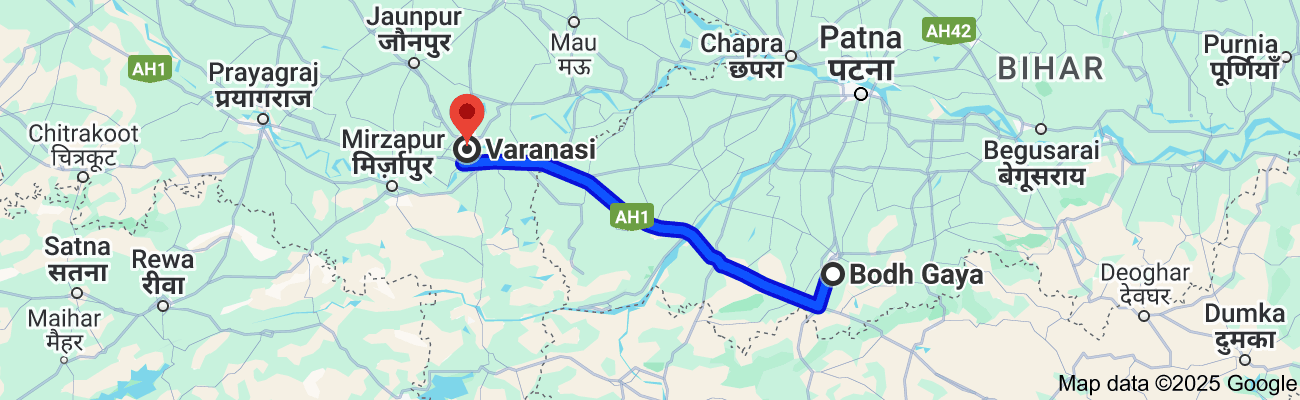 Jaunpur
जौनपुर
AH1
Prayagraj
प्रयागराज
Mau
मऊ
Chapra
छपरा
Patna
पटना
AH42
BIHAR
Purnia
पूर्णियाँ
Chitrakoot
चित्रकूट
Mirzapur
मिर्ज़ापुर
Varanasi
Begusarai
बेगूसराय
AH1
Satna
सतना
Rewa
रीवा
Bodh Gaya
Deoghar
देवघर
Maihar
मैहर
Dumka
दुमका
Map data ©2025 Google